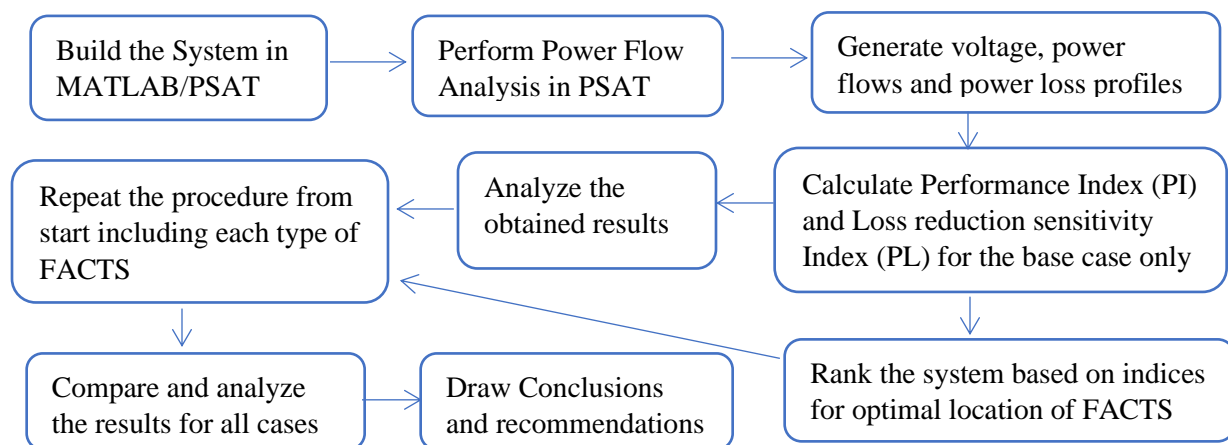 Build the System in
MATLAB/PSAT
Perform Power Flow
Analysis in PSAT
Generate voltage, power
flows and power loss profiles
Repeat the procedure from
start including each type of
FACTS
Analyze the
obtained results
Calculate Performance Index (PI)
and Loss reduction sensitivity
Index (PL) for the base case only
Compare and analyze
the results for all cases
Draw Conclusions
and recommendations
Rank the system based on indices
for optimal location of FACTS